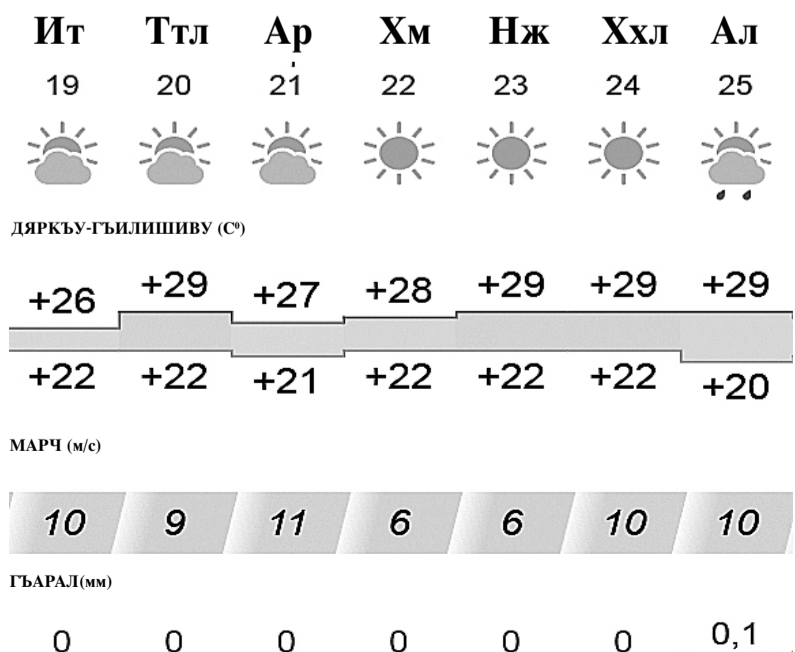 Ит Ттл Ар Хм Нж Ххл Ал
19 20 21 22 23 24 25
ДЯРКЪУ-ГЪИЛИШИВУ (С⁰)
+26 +29 +27 +28 +29 +29 +29
+22 +22 +21 +22 +22 +22 +20
МАРЧ (м/с)
10 9 11 6 6 10 10
ГЪАРАЛ(мм)
0 0 0 0 0 0 0,1